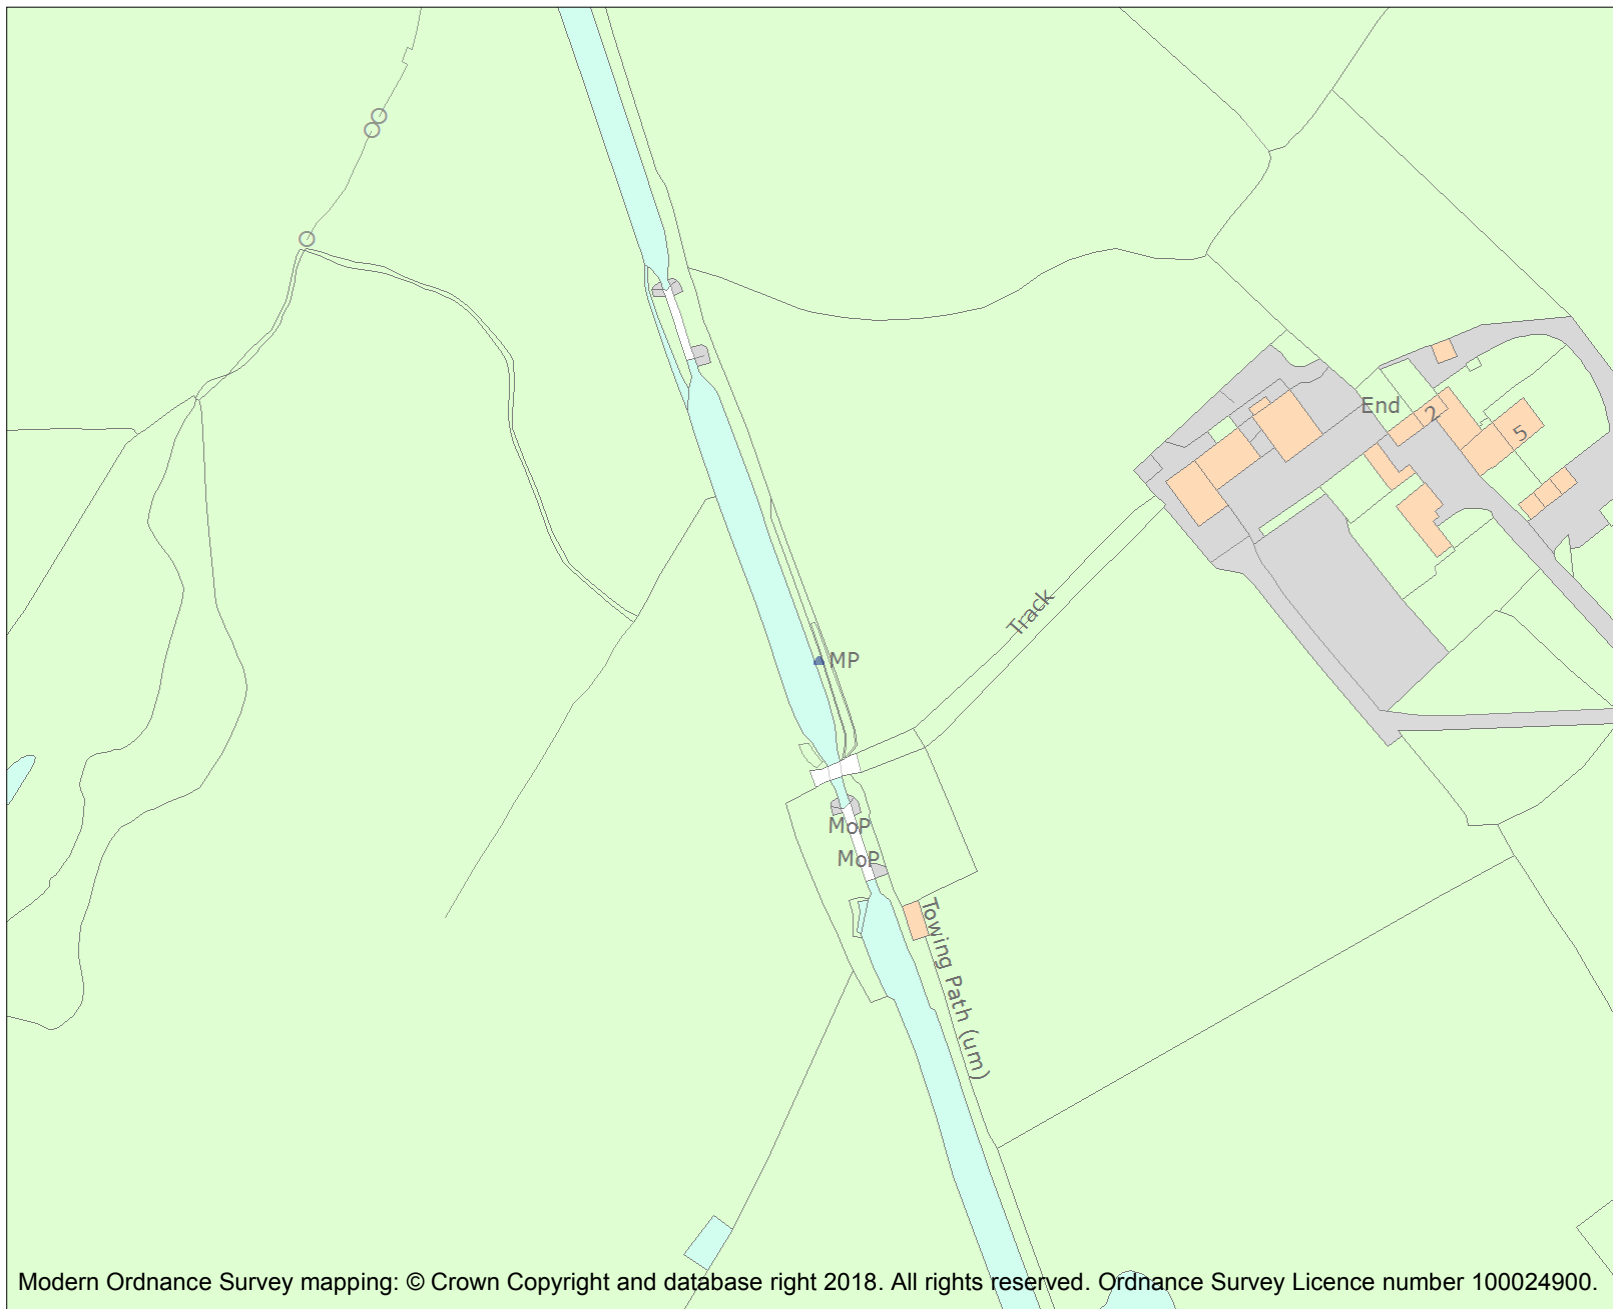 End
2
5
Track
MP
MoP
MoP
Towing Path (um)
Modern Ordnance Survey mapping: © Crown Copyright and database right 2018. All rights reserved. Ordnance Survey Licence number 100024900.